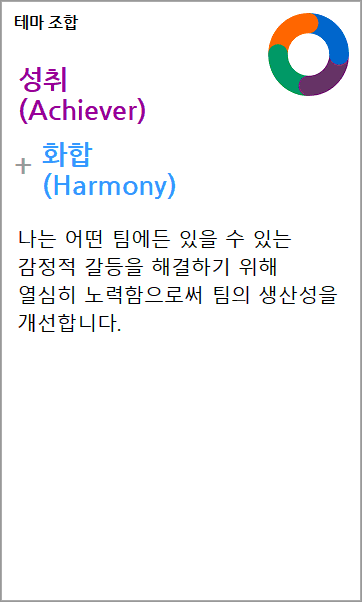 테마 조합
성취
(Achiever)
+ 화합
(Harmony)
나는 어떤 팀에든 있을 수 있는
감정적 갈등을 해결하기 위해
열심히 노력함으로써 팀의 생산성을
개선합니다.